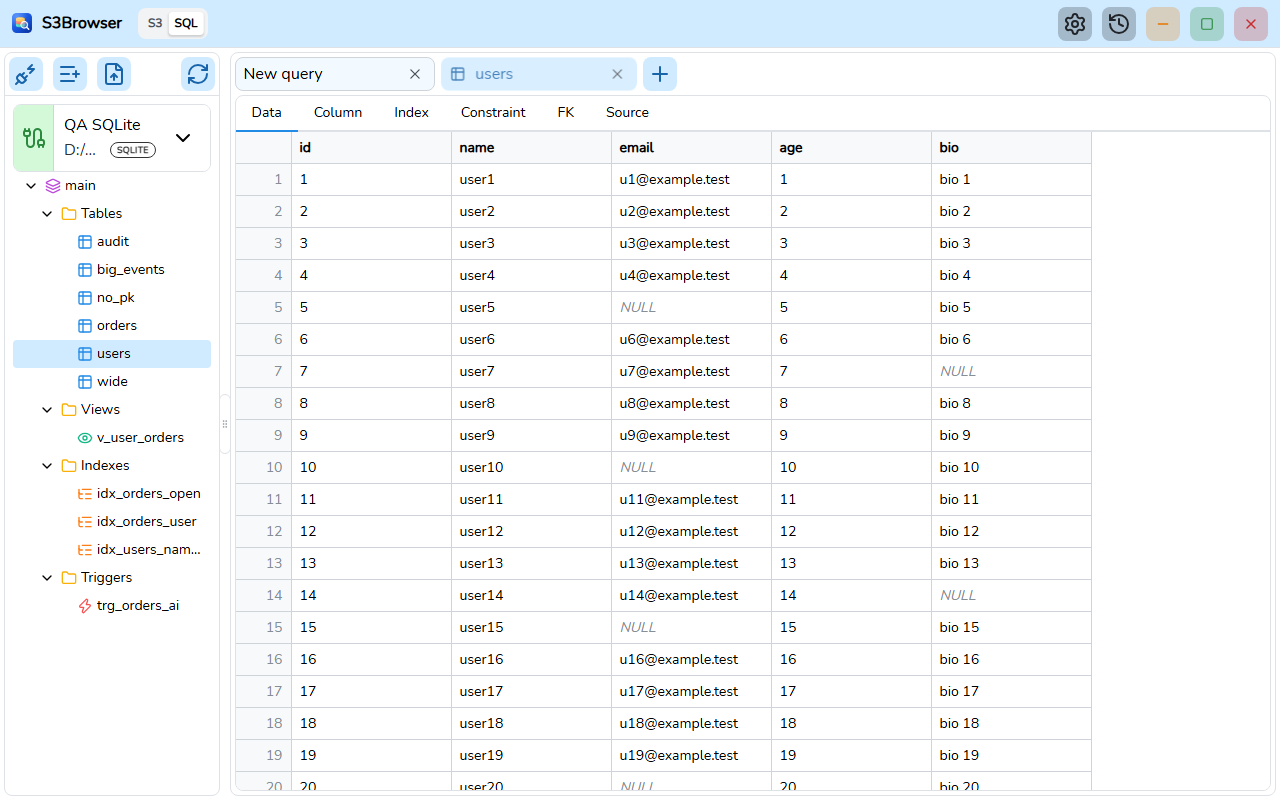 S3Browser S3 SQL
New query users
QA SQLite
D:/... SQLITE
main
Tables
audit
big_events
no_pk
orders
users
wide
Views
v_user_orders
Indexes
idx_orders_open
idx_orders_user
idx_users_nam...
Triggers
trg_orders_ai
Data Column Index Constraint FK Source
id name email age bio
1 1 user1 u1@example.test 1 bio 1
2 2 user2 u2@example.test 2 bio 2
3 3 user3 u3@example.test 3 bio 3
4 4 user4 u4@example.test 4 bio 4
5 5 user5 NULL 5 bio 5
6 6 user6 u6@example.test 6 bio 6
7 7 user7 u7@example.test 7 NULL
8 8 user8 u8@example.test 8 bio 8
9 9 user9 u9@example.test 9 bio 9
10 10 user10 NULL 10 bio 10
11 11 user11 u11@example.test 11 bio 11
12 12 user12 u12@example.test 12 bio 12
13 13 user13 u13@example.test 13 bio 13
14 14 user14 u14@example.test 14 NULL
15 15 user15 NULL 15 bio 15
16 16 user16 u16@example.test 16 bio 16
17 17 user17 u17@example.test 17 bio 17
18 18 user18 u18@example.test 18 bio 18
19 19 user19 u19@example.test 19 bio 19
20 20 user20 NULL 20 bio 20